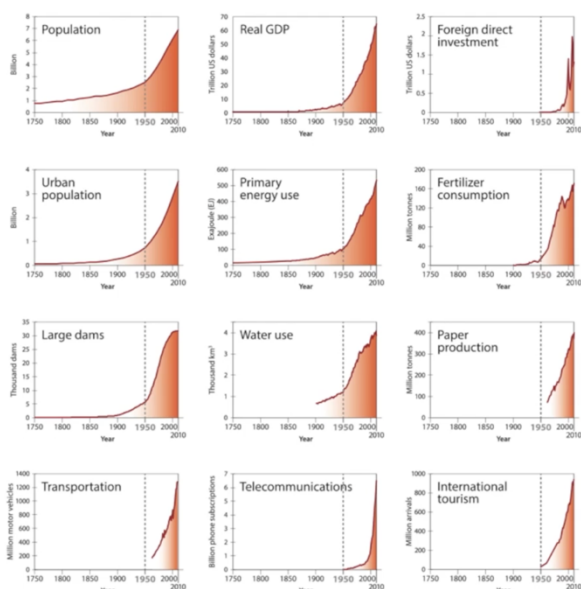 Population
Billion
8
7
6
5
4
3
2
1
0
1750 1800 1850 1900 1950 2000
2010
Year
Real GDP
Trillion US dollars
70
60
50
40
30
20
10
0
1750 1800 1850 1900 1950 2000
2010
Year
Foreign direct
investment
Trillion US dollars
2.5
2
1.5
1
0.5
0
1750 1800 1850 1900 1950 2000
2010
Year
Urban
population
Billion
4
3
2
1
0
1750 1800 1850 1900 1950 2000
2010
Year
Primary
energy use
Exajoule (EJ)
600
500
400
300
200
100
0
1750 1800 1850 1900 1950 2000
2010
Year
Fertilizer
consumption
Million tonnes
200
160
120
80
40
0
1750 1800 1850 1900 1950 2000
2010
Year
Large dams
Thousand dams
35
30
25
20
15
10
5
0
1750 1800 1850 1900 1950 2000
2010
Year
Water use
Thousand km³
4
3
2
1
0
1750 1800 1850 1900 1950 2000
2010
Year
Paper
production
Million tonnes
400
300
200
100
0
1750 1800 1850 1900 1950 2000
2010
Year
Transportation
Million motor vehicles
1400
1200
1000
800
600
400
200
0
1750 1800 1850 1900 1950 2000
2010
Telecommunications
Billion phone subscriptions
7
6
5
4
3
2
1
0
1750 1800 1850 1900 1950 2000
2010
International
tourism
Million arrivals
1000
800
600
400
200
0
1750 1800 1850 1900 1950 2000
2010